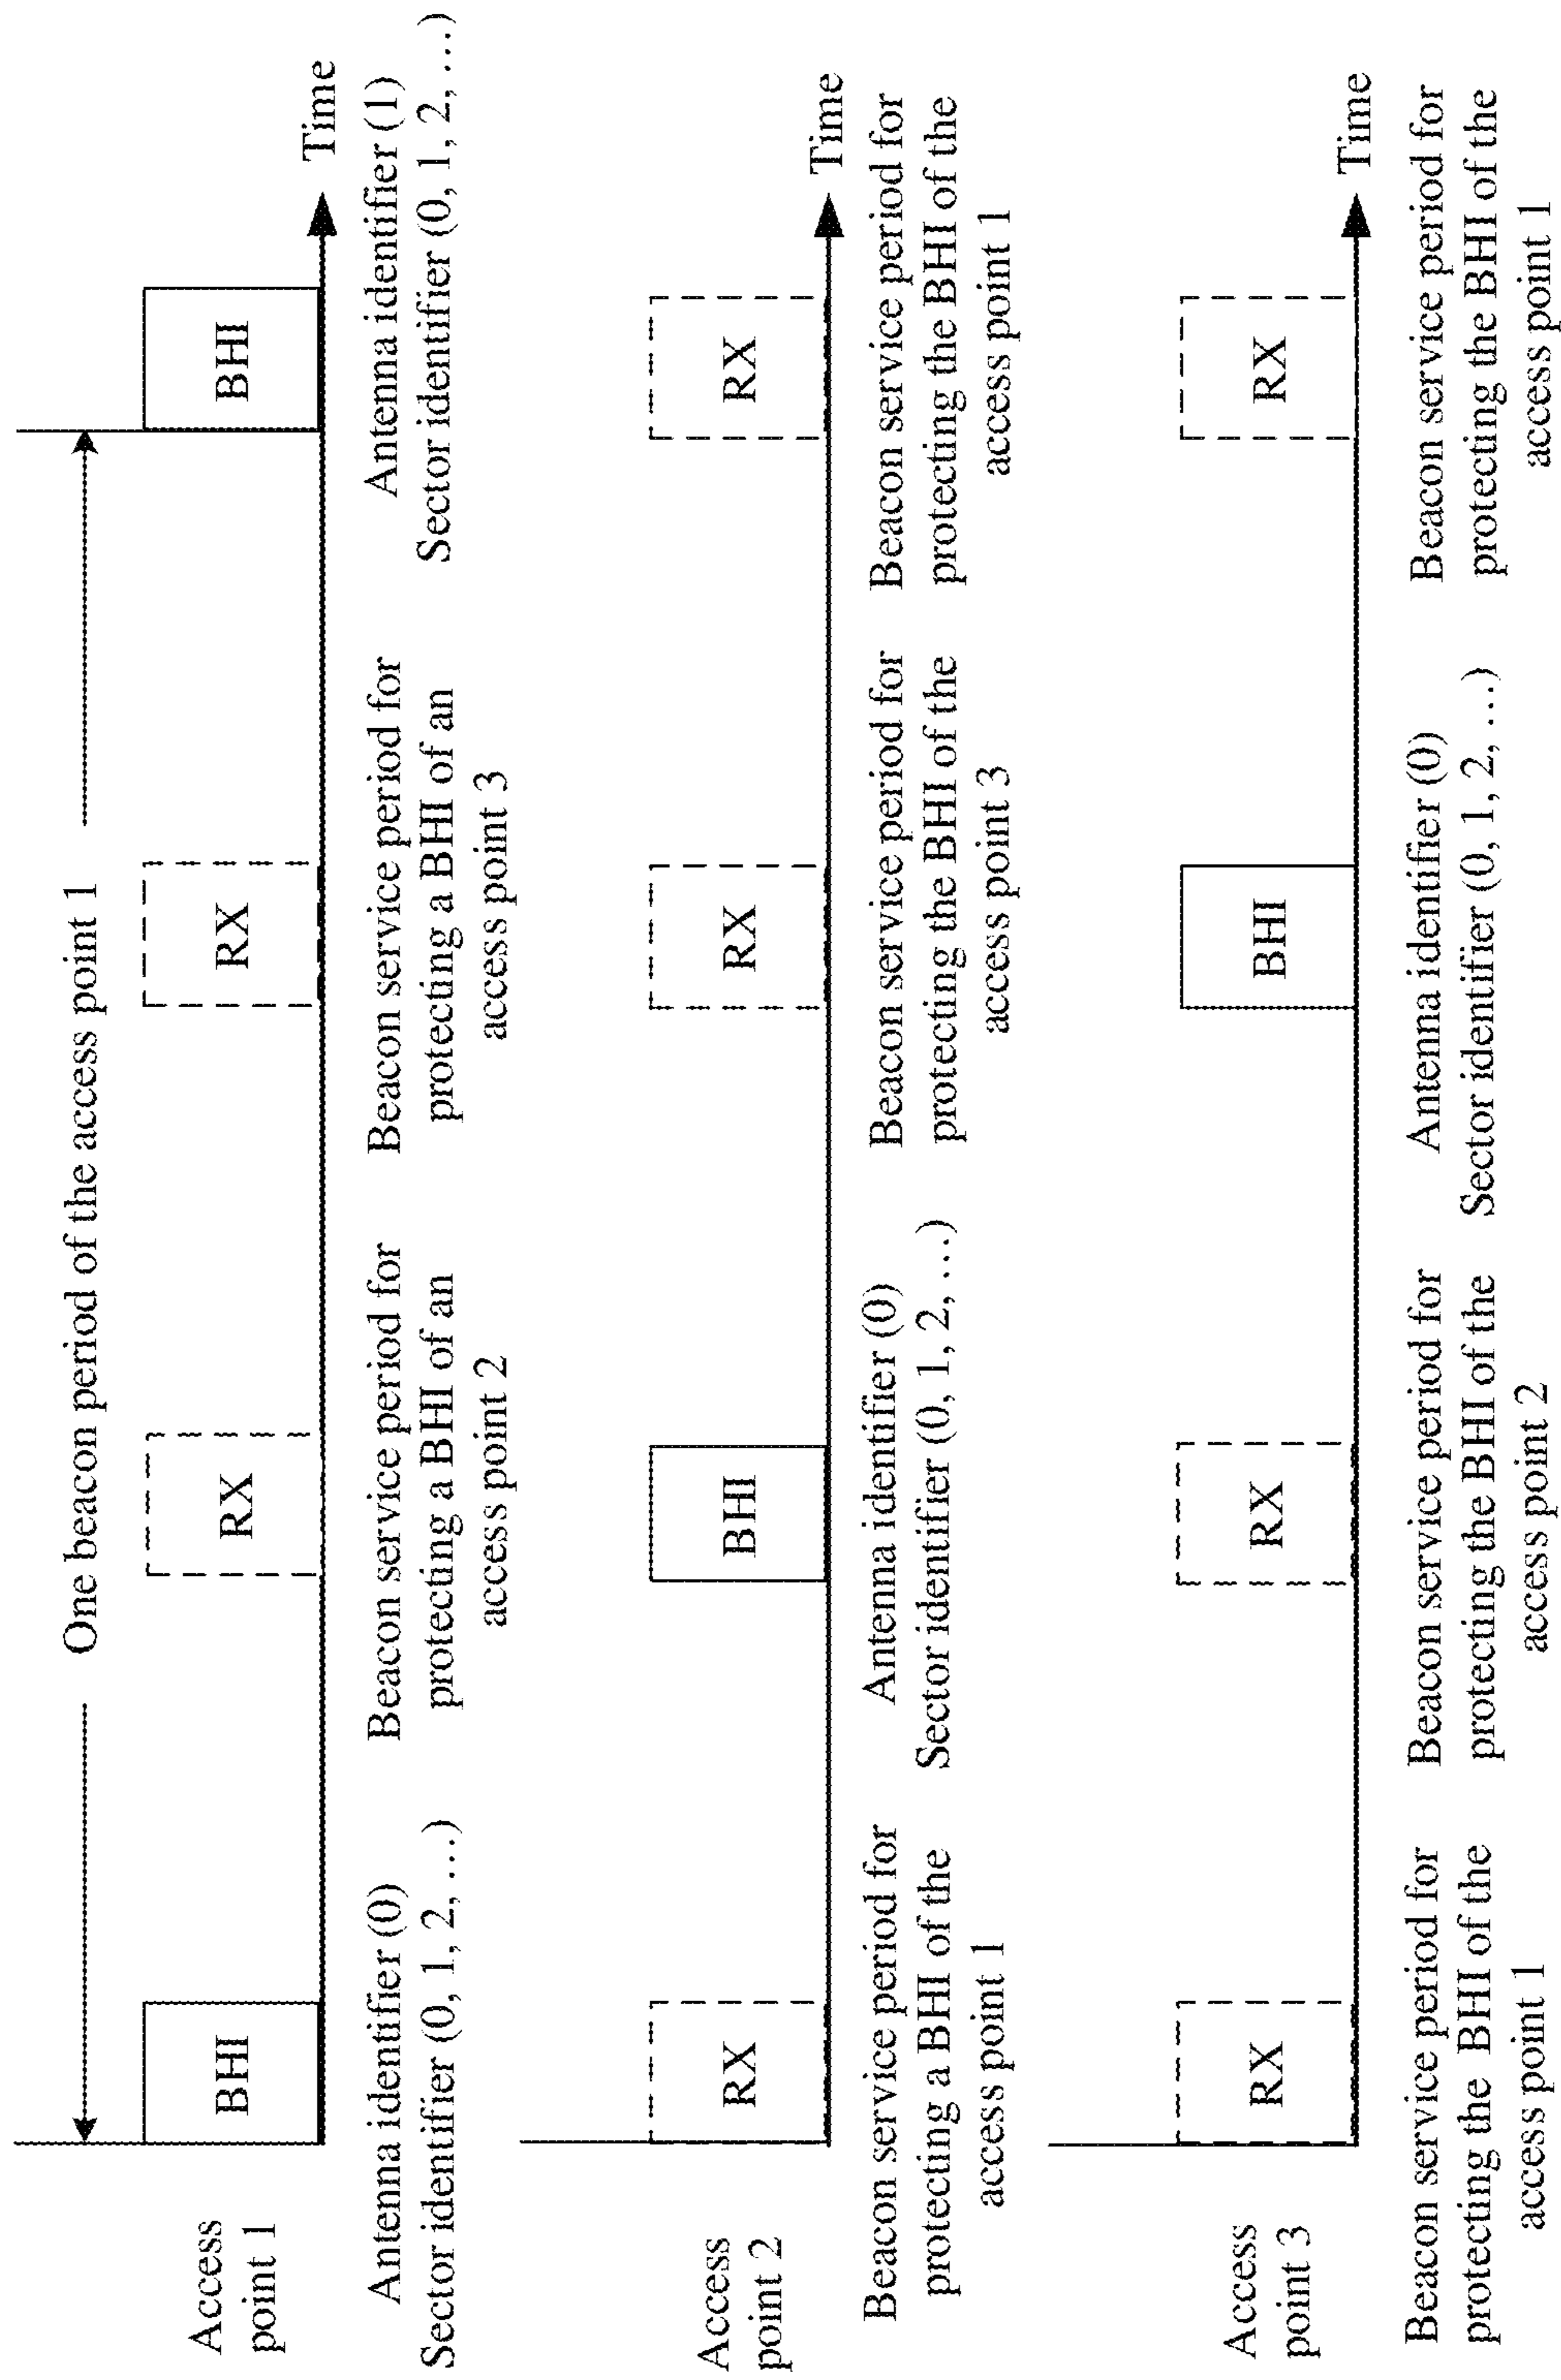 One beacon period of the access point 1
Access
point 1
BHI
RX
RX
BHI
Time
Antenna identifier (0)
Sector identifier (0, 1, 2, …)
Beacon service period for
protecting a BHI of an
access point 2
Beacon service period for
protecting a BHI of an
access point 3
Antenna identifier (1)
Sector identifier (0, 1, 2, …)
Access
point 2
RX
BHI
RX
RX
Time
Beacon service period for
protecting a BHI of the
access point 1
Antenna identifier (0)
Sector identifier (0, 1, 2, …)
Beacon service period for
protecting the BHI of the
access point 3
Beacon service period for
protecting the BHI of the
access point 1
Access
point 3
RX
RX
BHI
RX
Time
Beacon service period for
protecting the BHI of the
access point 1
Beacon service period for
protecting the BHI of the
access point 2
Antenna identifier (0)
Sector identifier (0, 1, 2, …)
Beacon service period for
protecting the BHI of the
access point 1